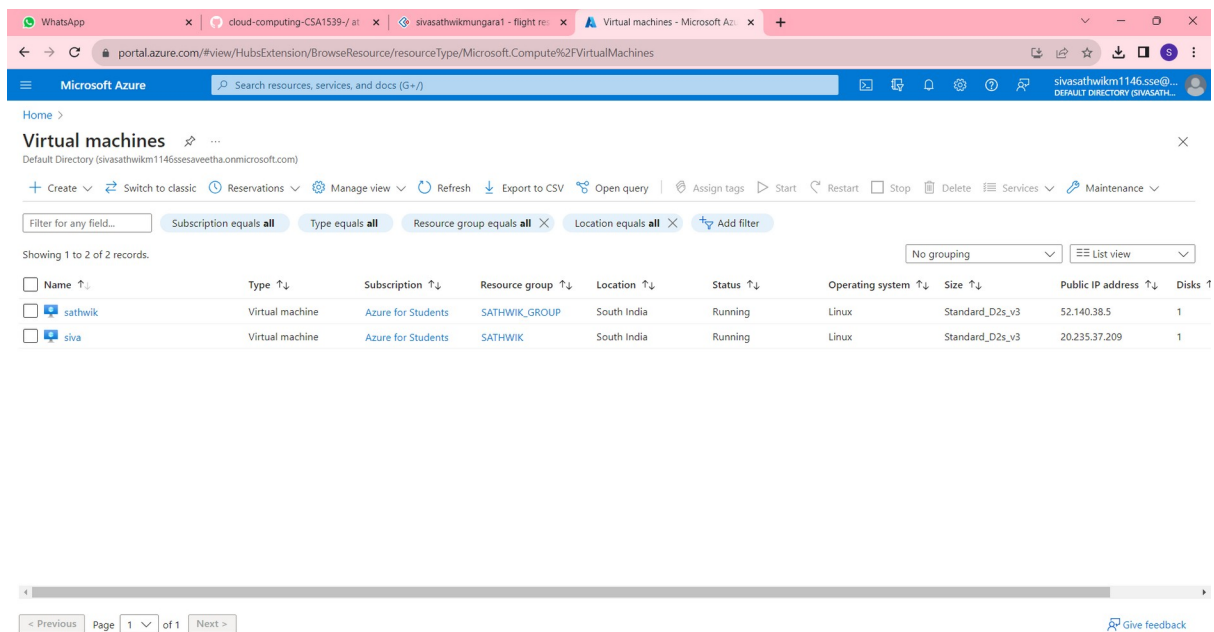 WhatsApp cloud-computing-CSA1539-/ at sivasathwikmungara1 - flight res Virtual machines - Microsoft Azu
portal.azure.com/#view/HubsExtension/BrowseResource/resourceType/Microsoft.Compute%2FVirtualMachines S
Microsoft Azure Search resources, services, and docs (G+/) sivasathwikm1146.sse@...
DEFAULT DIRECTORY (SIVASATH...
Home >
Virtual machines ...
Default Directory (sivasathwikm1146ssesaveetha.onmicrosoft.com)
+ Create Switch to classic Reservations Manage view Refresh Export to CSV Open query Assign tags Start Restart Stop Delete Services Maintenance
Filter for any field... Subscription equals all Type equals all Resource group equals all Location equals all Add filter
Showing 1 to 2 of 2 records. No grouping List view
Name Type Subscription Resource group Location Status Operating system Size Public IP address Disks
sathwik Virtual machine Azure for Students SATHWIK_GROUP South India Running Linux Standard_D2s_v3 52.140.38.5 1
siva Virtual machine Azure for Students SATHWIK South India Running Linux Standard_D2s_v3 20.235.37.209 1
< Previous Page 1 of 1 Next > Give feedback